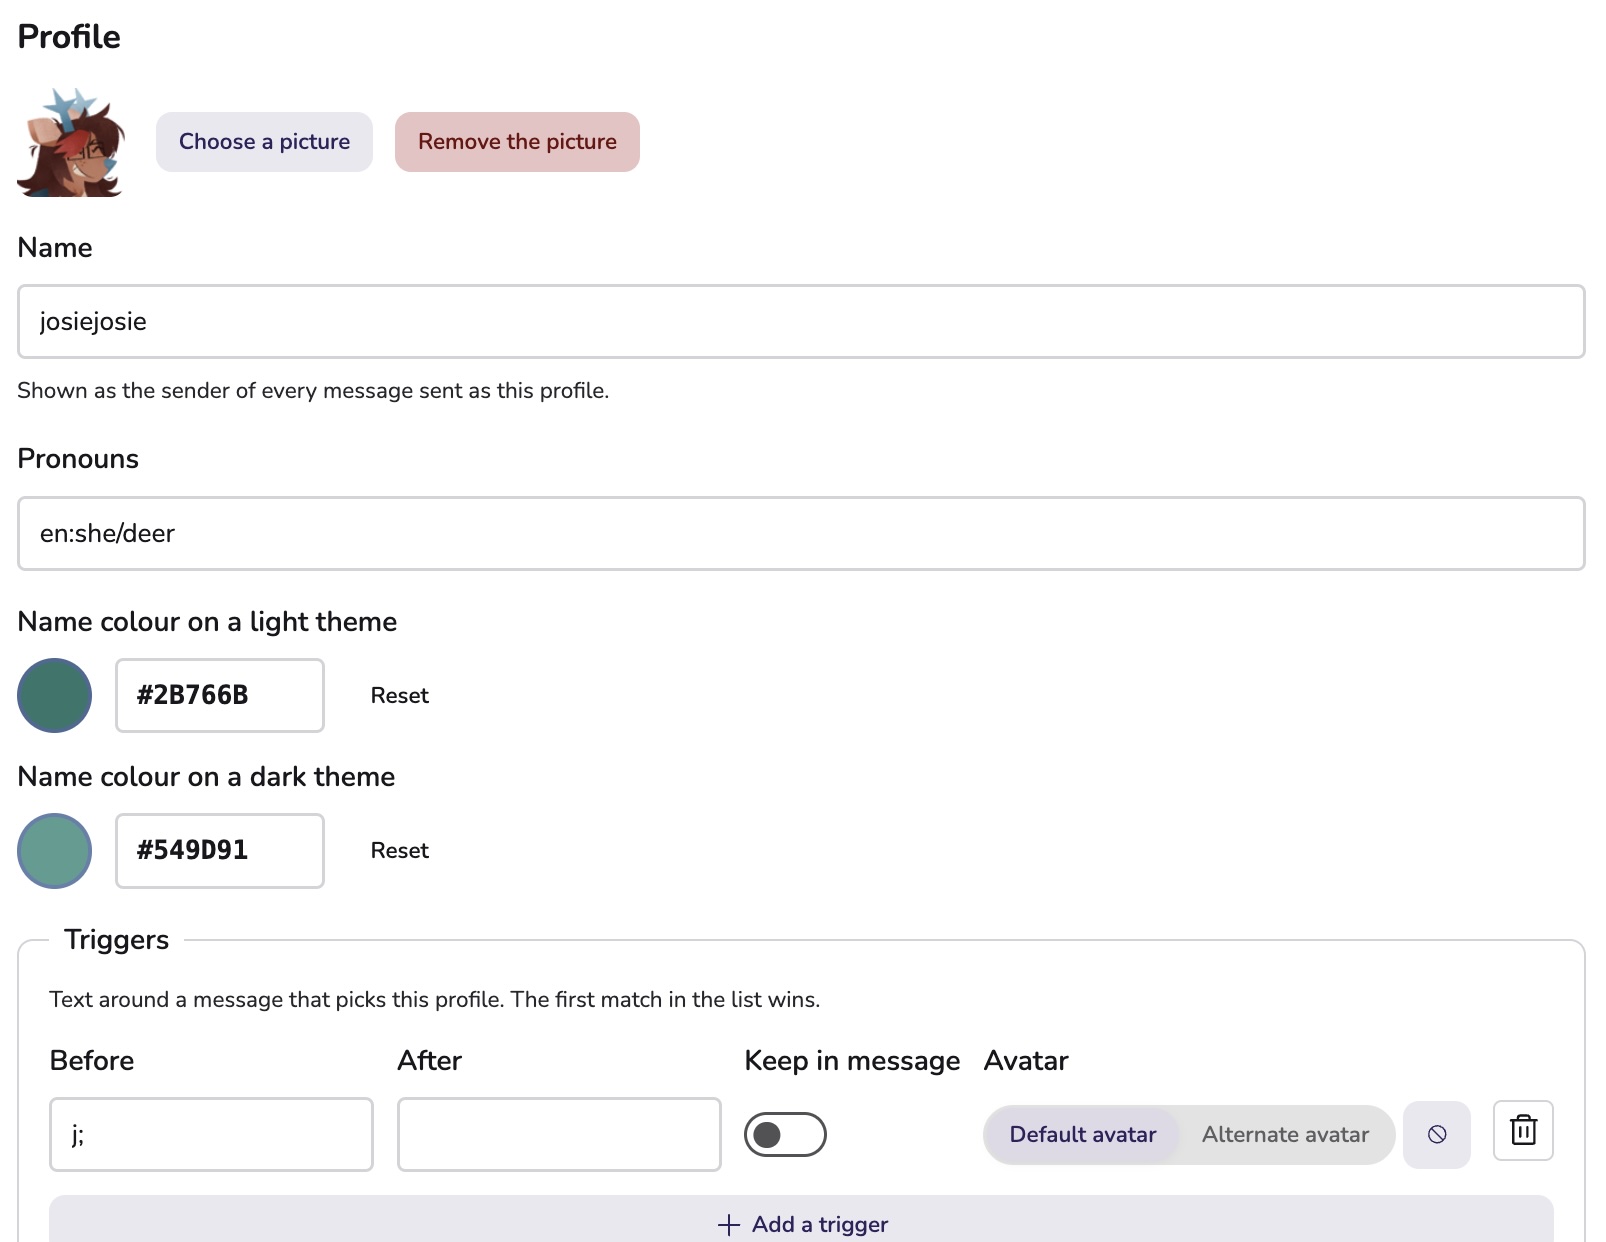 Profile
Choose a picture
Remove the picture
Name
josiejosie
Shown as the sender of every message sent as this profile.
Pronouns
en:she/deer
Name colour on a light theme
#2B766B
Reset
Name colour on a dark theme
#549D91
Reset
Triggers
Text around a message that picks this profile. The first match in the list wins.
Before
After
Keep in message
Avatar
j;
Default avatar
Alternate avatar
Add a trigger